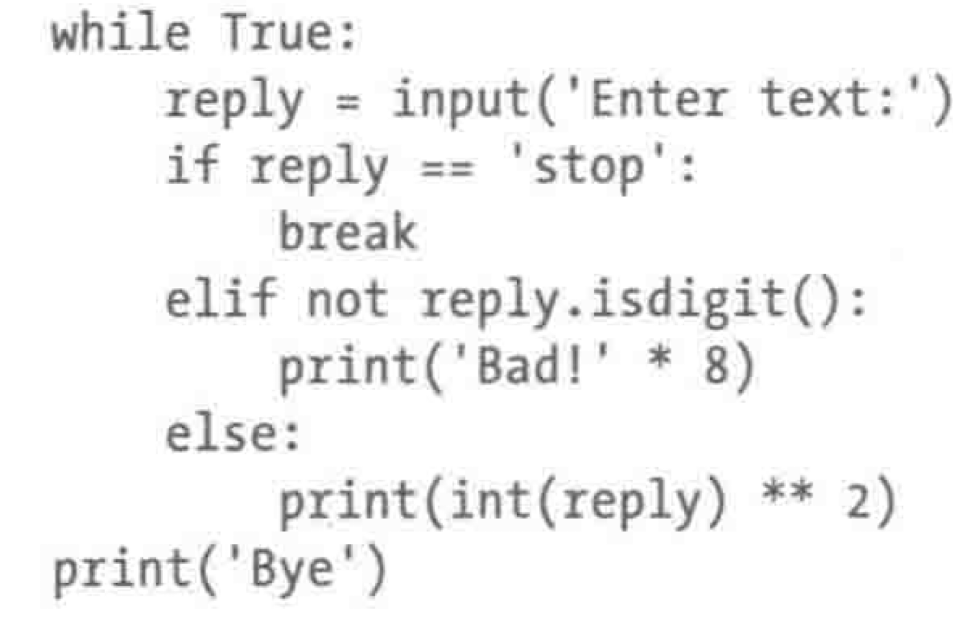 while True:
    reply = input('Enter text:')
    if reply == 'stop':
        break
    elif not reply.isdigit():
        print('Bad!' * 8)
    else:
        print(int(reply) ** 2)
print('Bye')